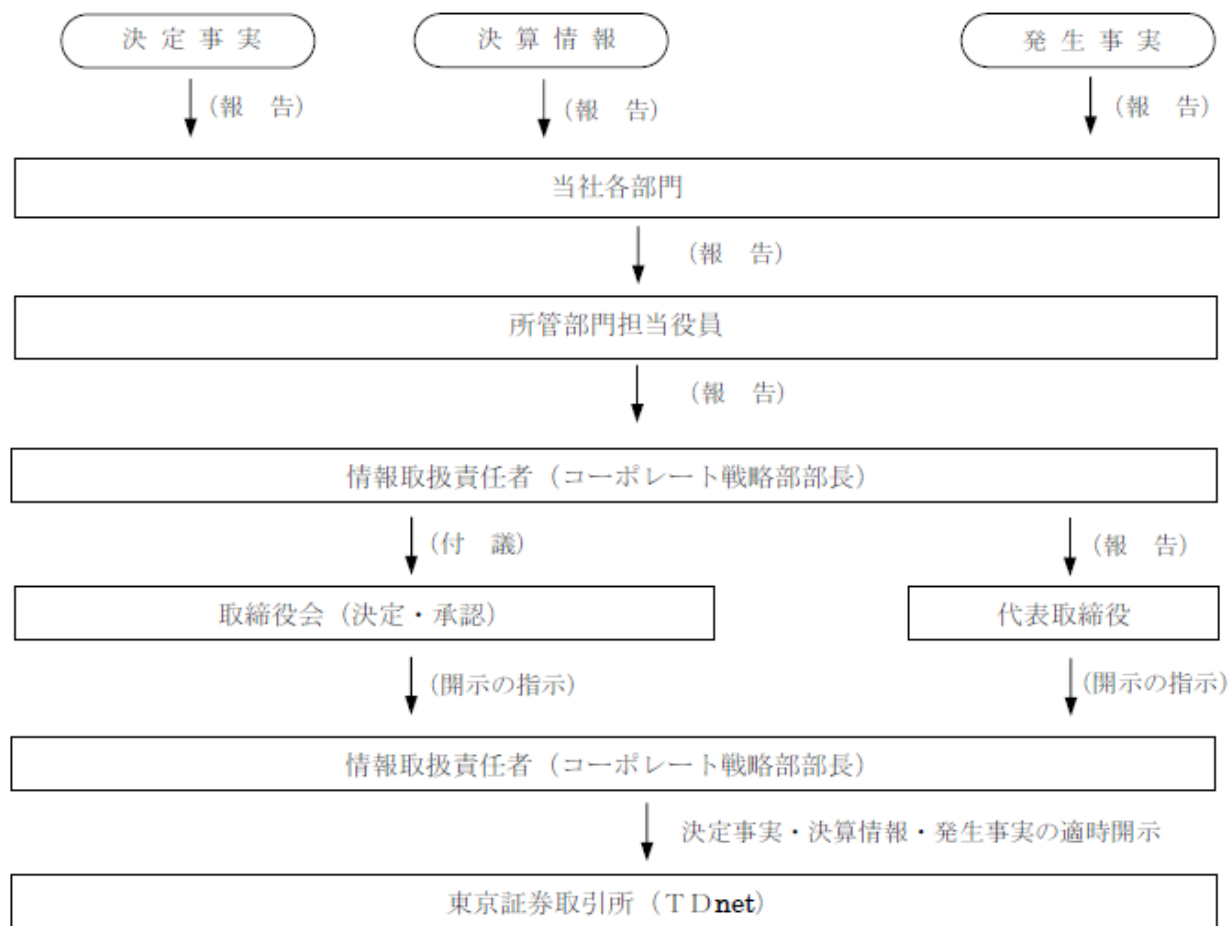 決 定 事 実
決 算 情 報
発 生 事 実
(報　告)
(報　告)
(報　告)
当社各部門
(報　告)
所管部門担当役員
(報　告)
情報取扱責任者（コーポレート戦略部部長）
(付　議)
(報　告)
取締役会（決定・承認）
代表取締役
(開示の指示)
(開示の指示)
情報取扱責任者（コーポレート戦略部部長）
決定事実・決算情報・発生事実の適時開示
東京証券取引所（ＴＤnet）